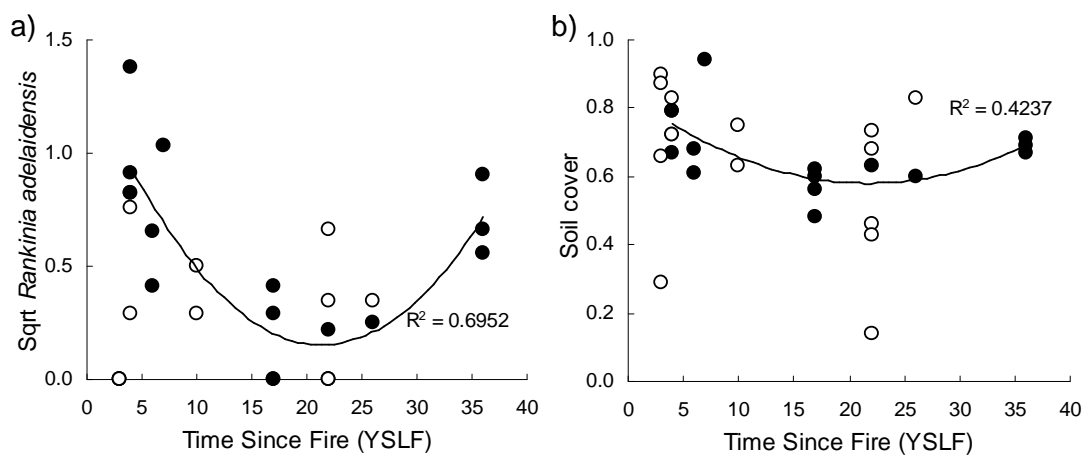 a)
Sqrt Rankinia adelaidensis
1.5
1.0
0.5
0.0
R² = 0.6952
0 5 10 15 20 25 30 35 40
Time Since Fire (YSLF)
b)
Soil cover
1.0
0.8
0.6
0.4
0.2
0.0
R² = 0.4237
0 5 10 15 20 25 30 35 40
Time Since Fire (YSLF)